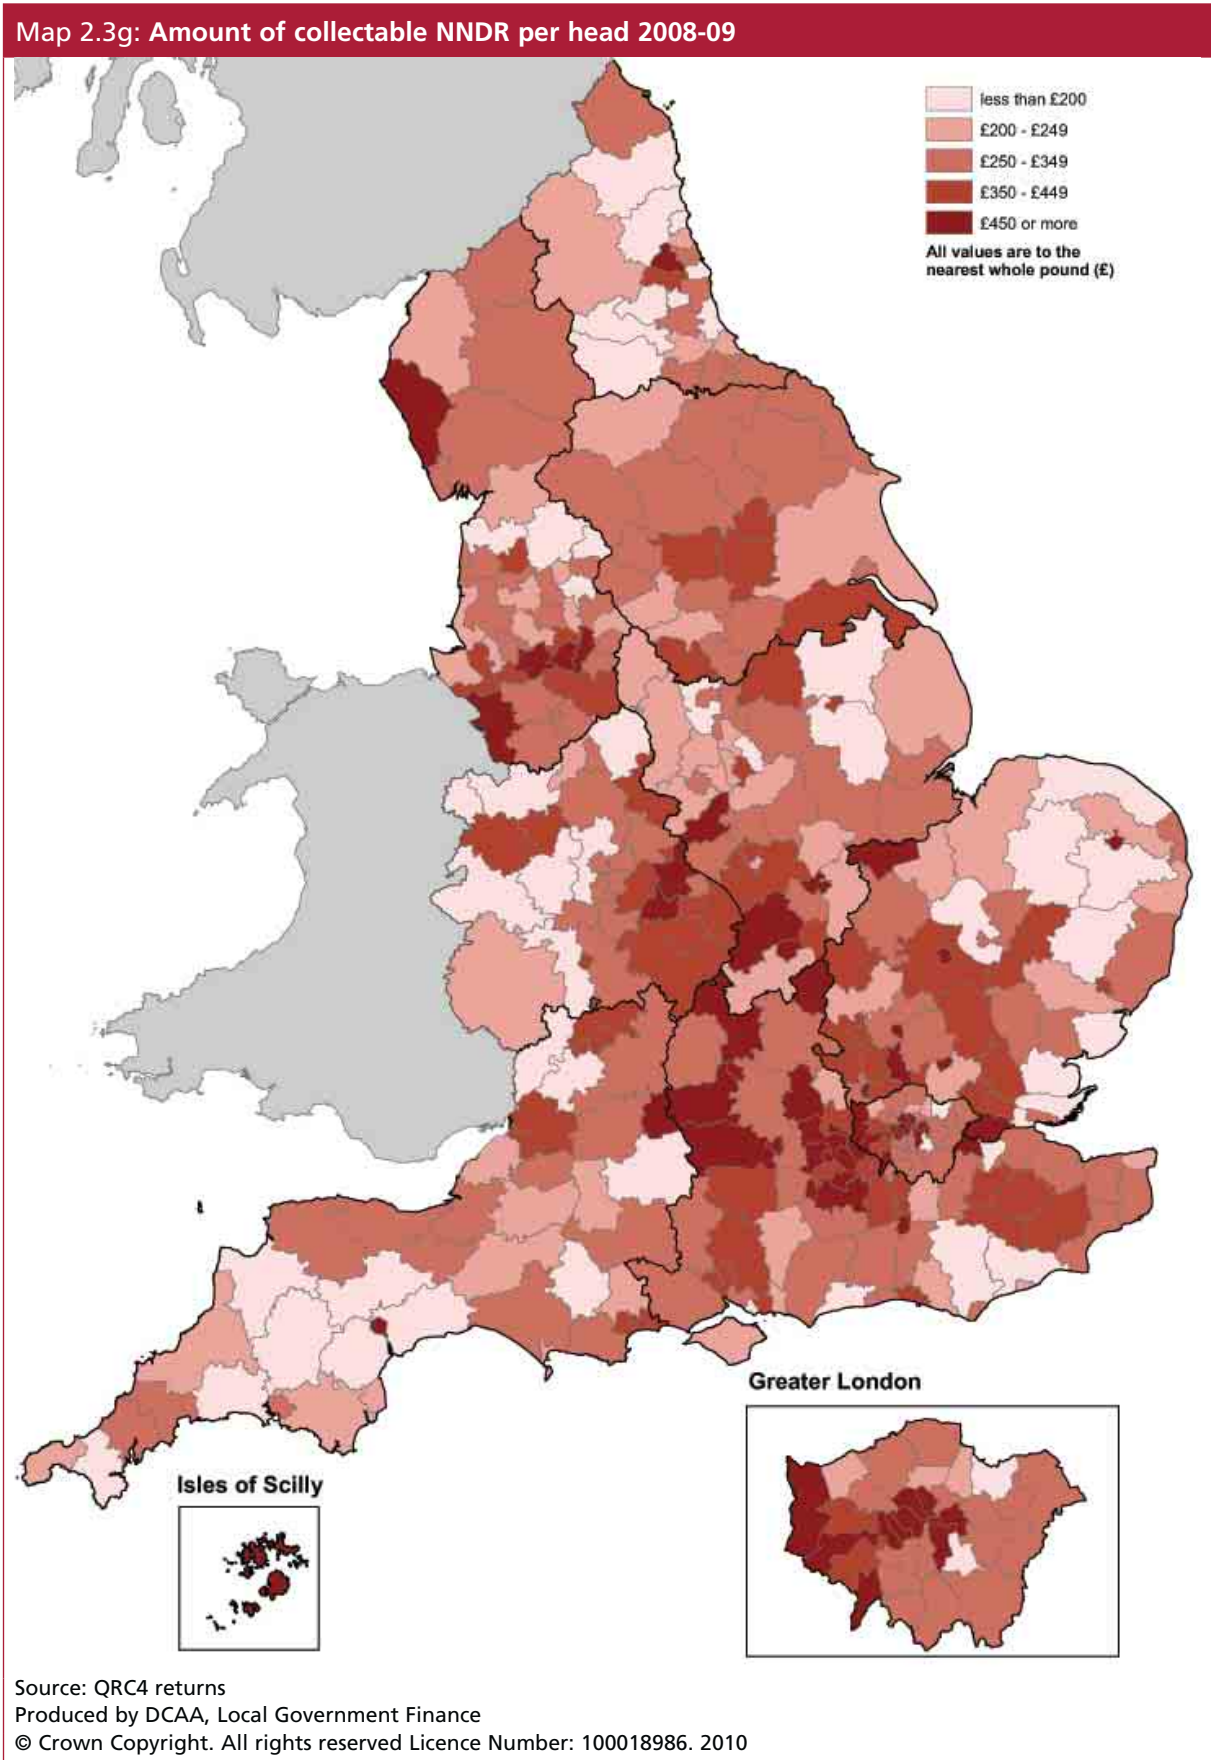 Map 2.3g: Amount of collectable NNDR per head 2008-09
less than £200
£200 - £249
£250 - £349
£350 - £449
£450 or more
All values are to the
nearest whole pound (£)
Greater London
Isles of Scilly
Source: QRC4 returns
Produced by DCAA, Local Government Finance
© Crown Copyright. All rights reserved Licence Number: 100018986. 2010